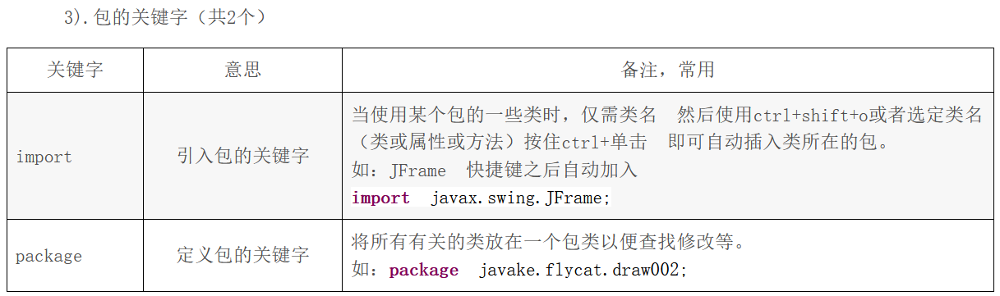 3).包的关键字（共2个）
关键字 意思 备注，常用
当使用某个包的一些类时，仅需类名 然后使用ctrl+shift+o或者选定类名
（类或属性或方法）按住ctrl+单击 即可自动插入类所在的包。
import 引入包的关键字
如：JFrame 快捷键之后自动加入
import javax.swing.JFrame;
package 定义包的关键字
将所有有关的类放在一个包类以便查找修改等。
如：package javake.flycat.draw002;